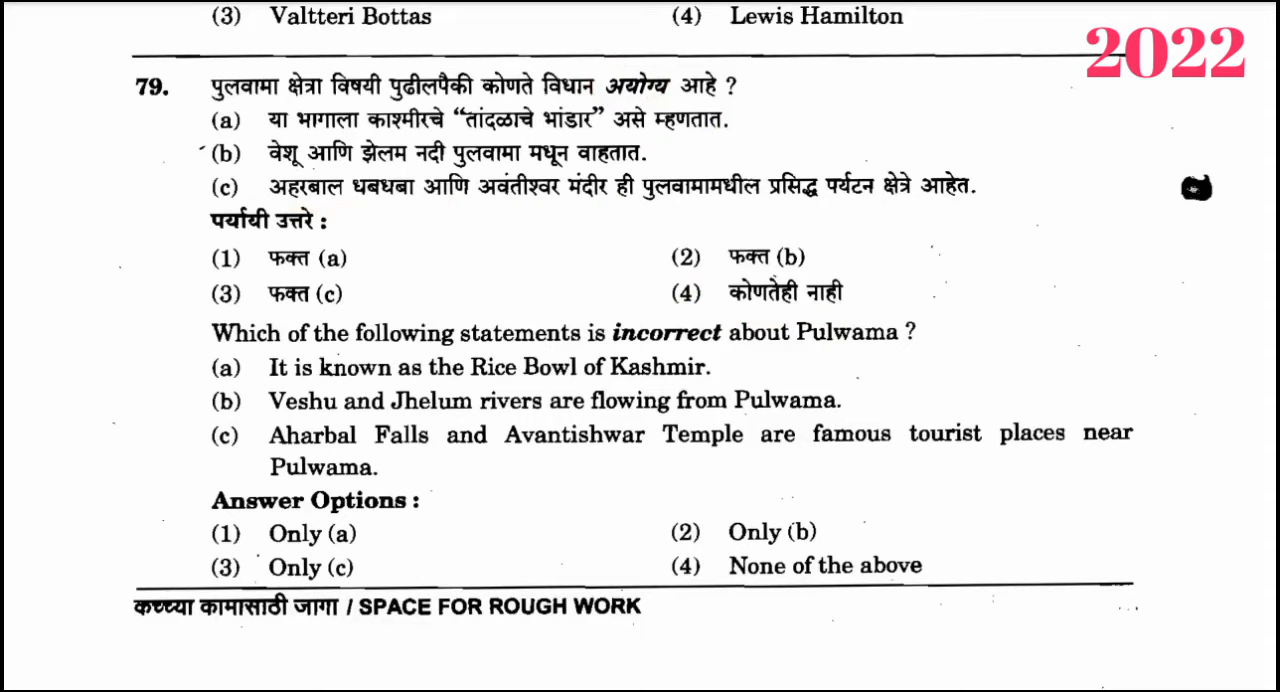 (3) Valtteri Bottas (4) Lewis Hamilton
2022
79. पुलवामा क्षेत्रा विषयी पुढीलपैकी कोणते विधान अयोग्य आहे ?
(a) या भागाला काश्मीरचे “तांदळाचे भांडार” असे म्हणतात.
(b) वेशू आणि झेलम नदी पुलवामा मधून वाहतात.
(c) अहरबाल धबधबा आणि अवंतीश्वर मंदीर ही पुलवामामधील प्रसिद्ध पर्यटन क्षेत्रे आहेत.
पर्यायी उत्तरे :
(1) फक्त (a) (2) फक्त (b)
(3) फक्त (c) (4) कोणतेही नाही
Which of the following statements is incorrect about Pulwama ?
(a) It is known as the Rice Bowl of Kashmir.
(b) Veshu and Jhelum rivers are flowing from Pulwama.
(c) Aharbal Falls and Avantishwar Temple are famous tourist places near
Pulwama.
Answer Options :
(1) Only (a) (2) Only (b)
(3) Only (c) (4) None of the above
कच्च्या कामासाठी जागा / SPACE FOR ROUGH WORK